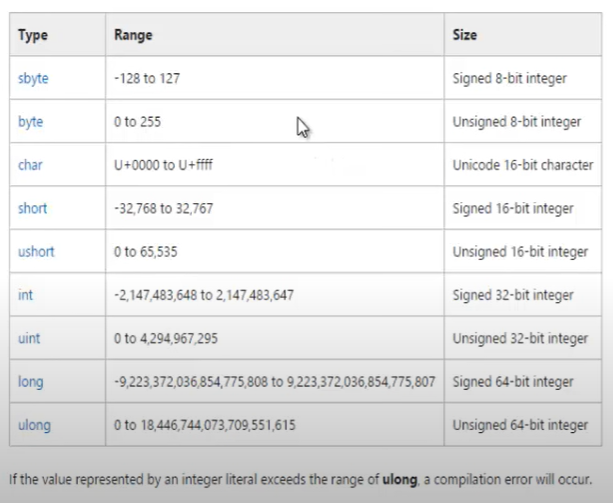 Type Range Size
sbyte -128 to 127 Signed 8-bit integer
byte 0 to 255 Unsigned 8-bit integer
char U+0000 to U+ffff Unicode 16-bit character
short -32,768 to 32,767 Signed 16-bit integer
ushort 0 to 65,535 Unsigned 16-bit integer
int -2,147,483,648 to 2,147,483,647 Signed 32-bit integer
uint 0 to 4,294,967,295 Unsigned 32-bit integer
long -9,223,372,036,854,775,808 to 9,223,372,036,854,775,807 Signed 64-bit integer
ulong 0 to 18,446,744,073,709,551,615 Unsigned 64-bit integer
If the value represented by an integer literal exceeds the range of ulong, a compilation error will occur.